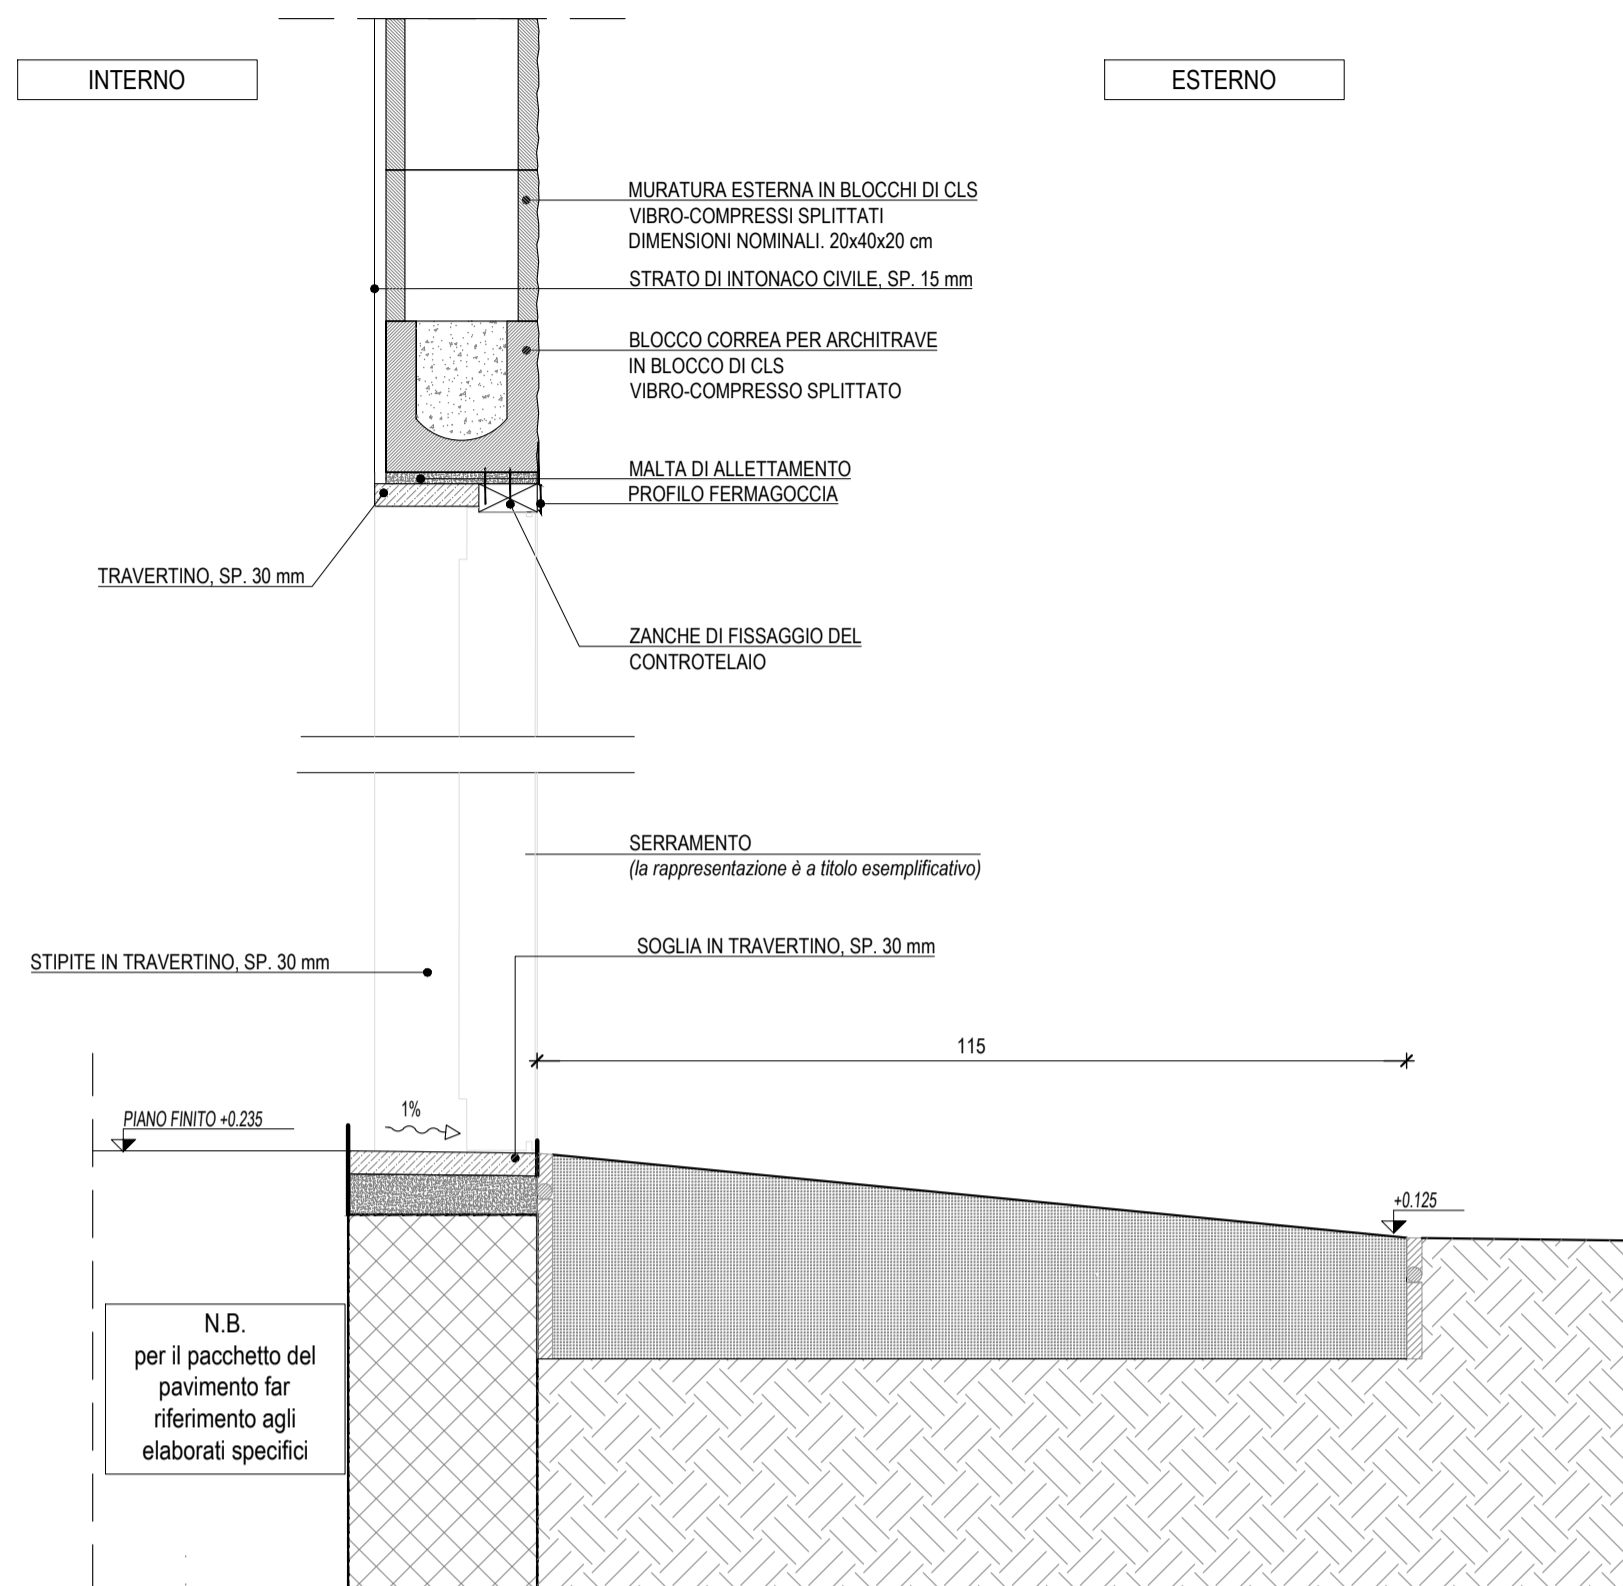 INTERNO
ESTERNO
MURATURA ESTERNA IN BLOCCHI DI CLS
VIBRO-COMPRESSI SPLITTATI
DIMENSIONI NOMINALI. 20x40x20 cm
STRATO DI INTONACO CIVILE, SP. 15 mm
BLOCCO CORREA PER ARCHITRAVE
IN BLOCCO DI CLS
VIBRO-COMPRESSO SPLITTATO
MALTA DI ALLETTAMENTO
PROFILO FERMAGOCCIA
TRAVERTINO, SP. 30 mm
ZANCHE DI FISSAGGIO DEL
CONTROTELAIO
SERRAMENTO
(la rappresentazione è a titolo esemplificativo)
SOGLIA IN TRAVERTINO, SP. 30 mm
STIPITE IN TRAVERTINO, SP. 30 mm
115
1%
PIANO FINITO +0.235
+0.125
N.B.
per il pacchetto del
pavimento far
riferimento agli
elaborati specifici